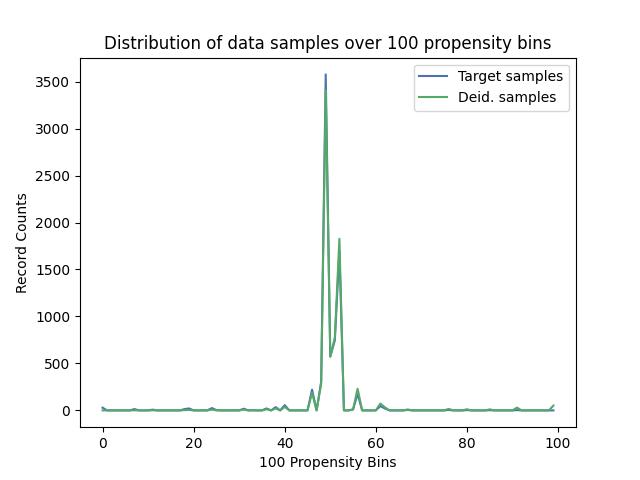 Distribution of data samples over 100 propensity bins
Target samples
Deid. samples
Record Counts
3500
3000
2500
2000
1500
1000
500
0
0 20 40 60 80 100
100 Propensity Bins